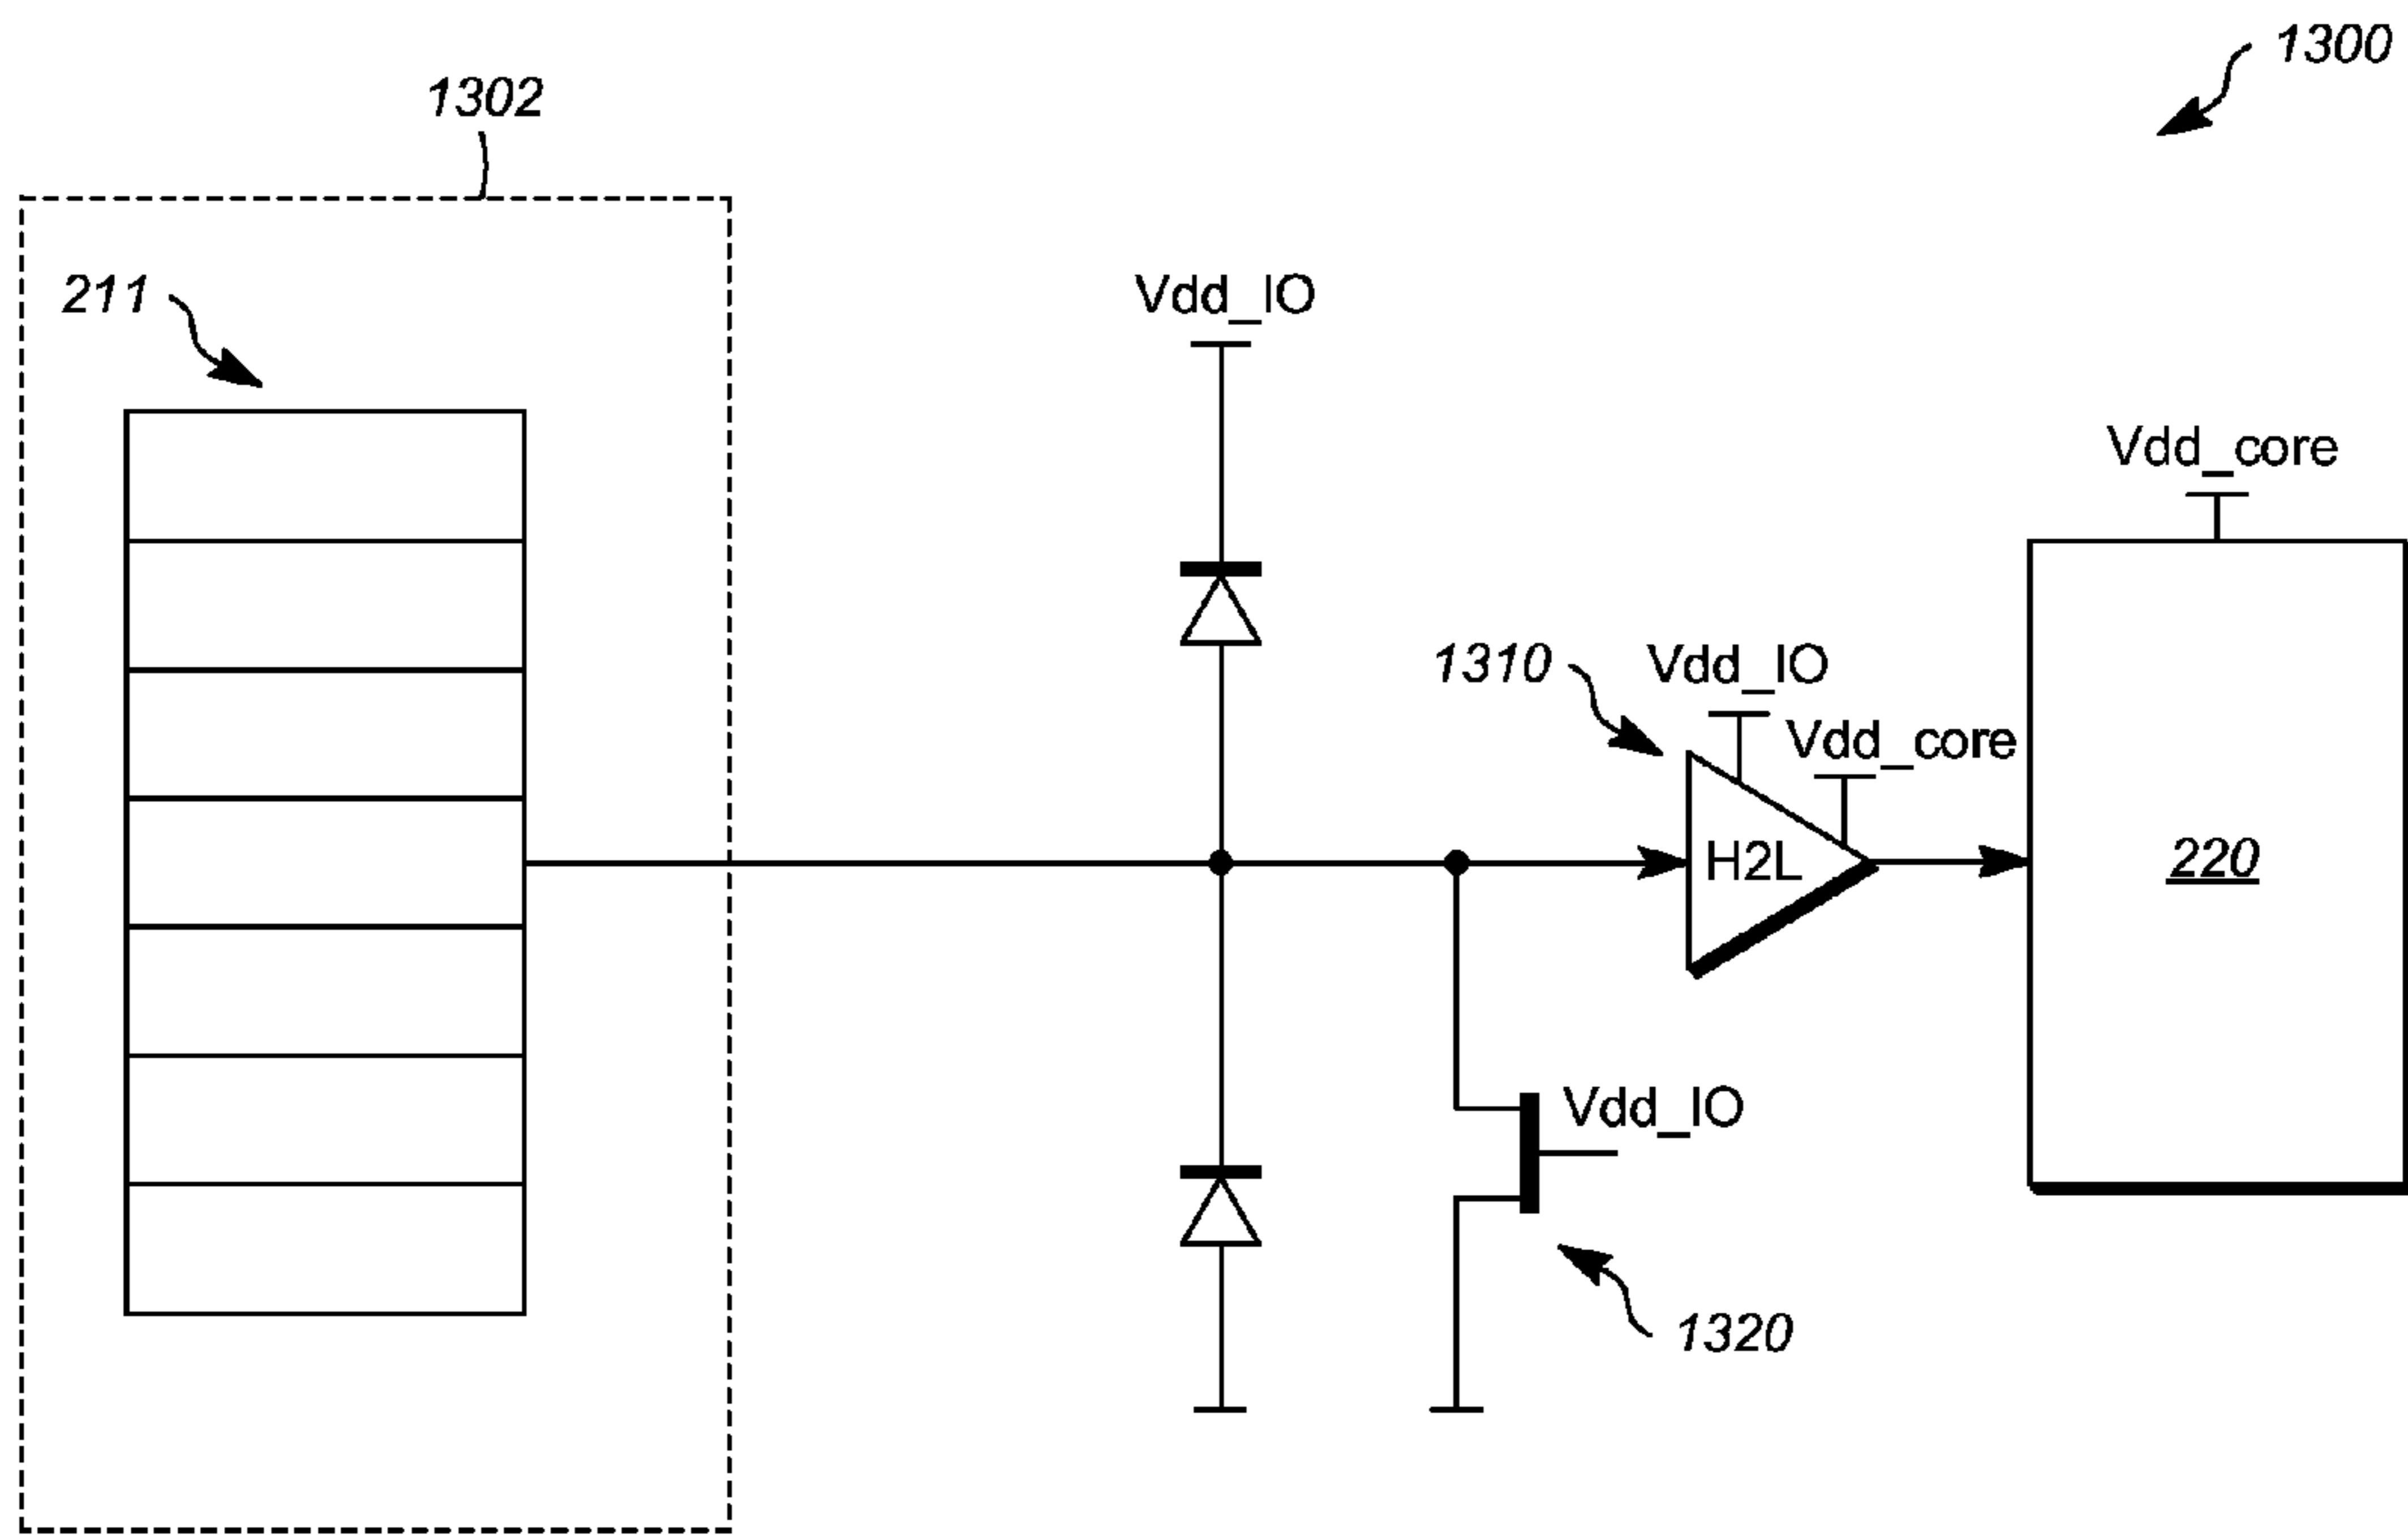 1300
1302
211
Vdd_IO
Vdd_core
1310
Vdd_IO
Vdd_core
H2L
220
Vdd_IO
1320